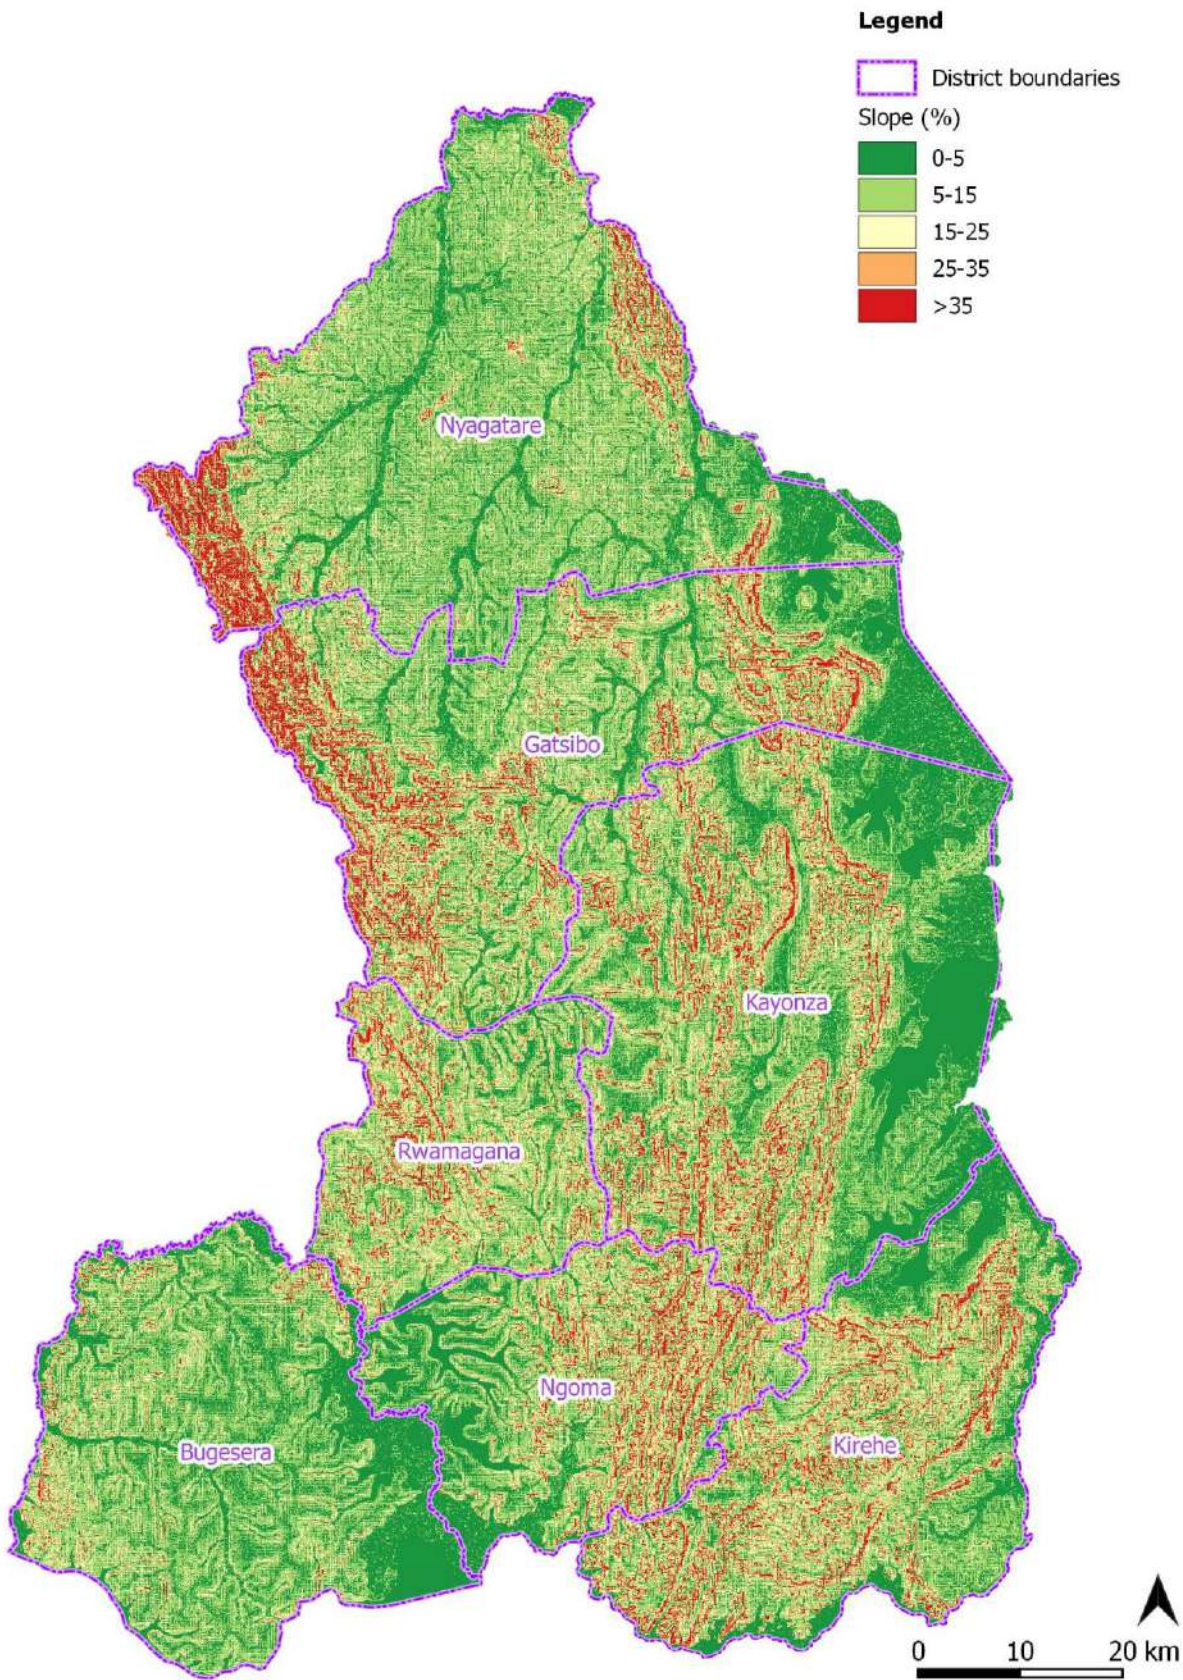 Legend
District boundaries
Slope (%)
0-5
5-15
15-25
25-35
>35
Nyagatare
Gatsibo
Kayonza
Rwamagana
Ngoma
Kirehe
Bugesera
0 10 20 km